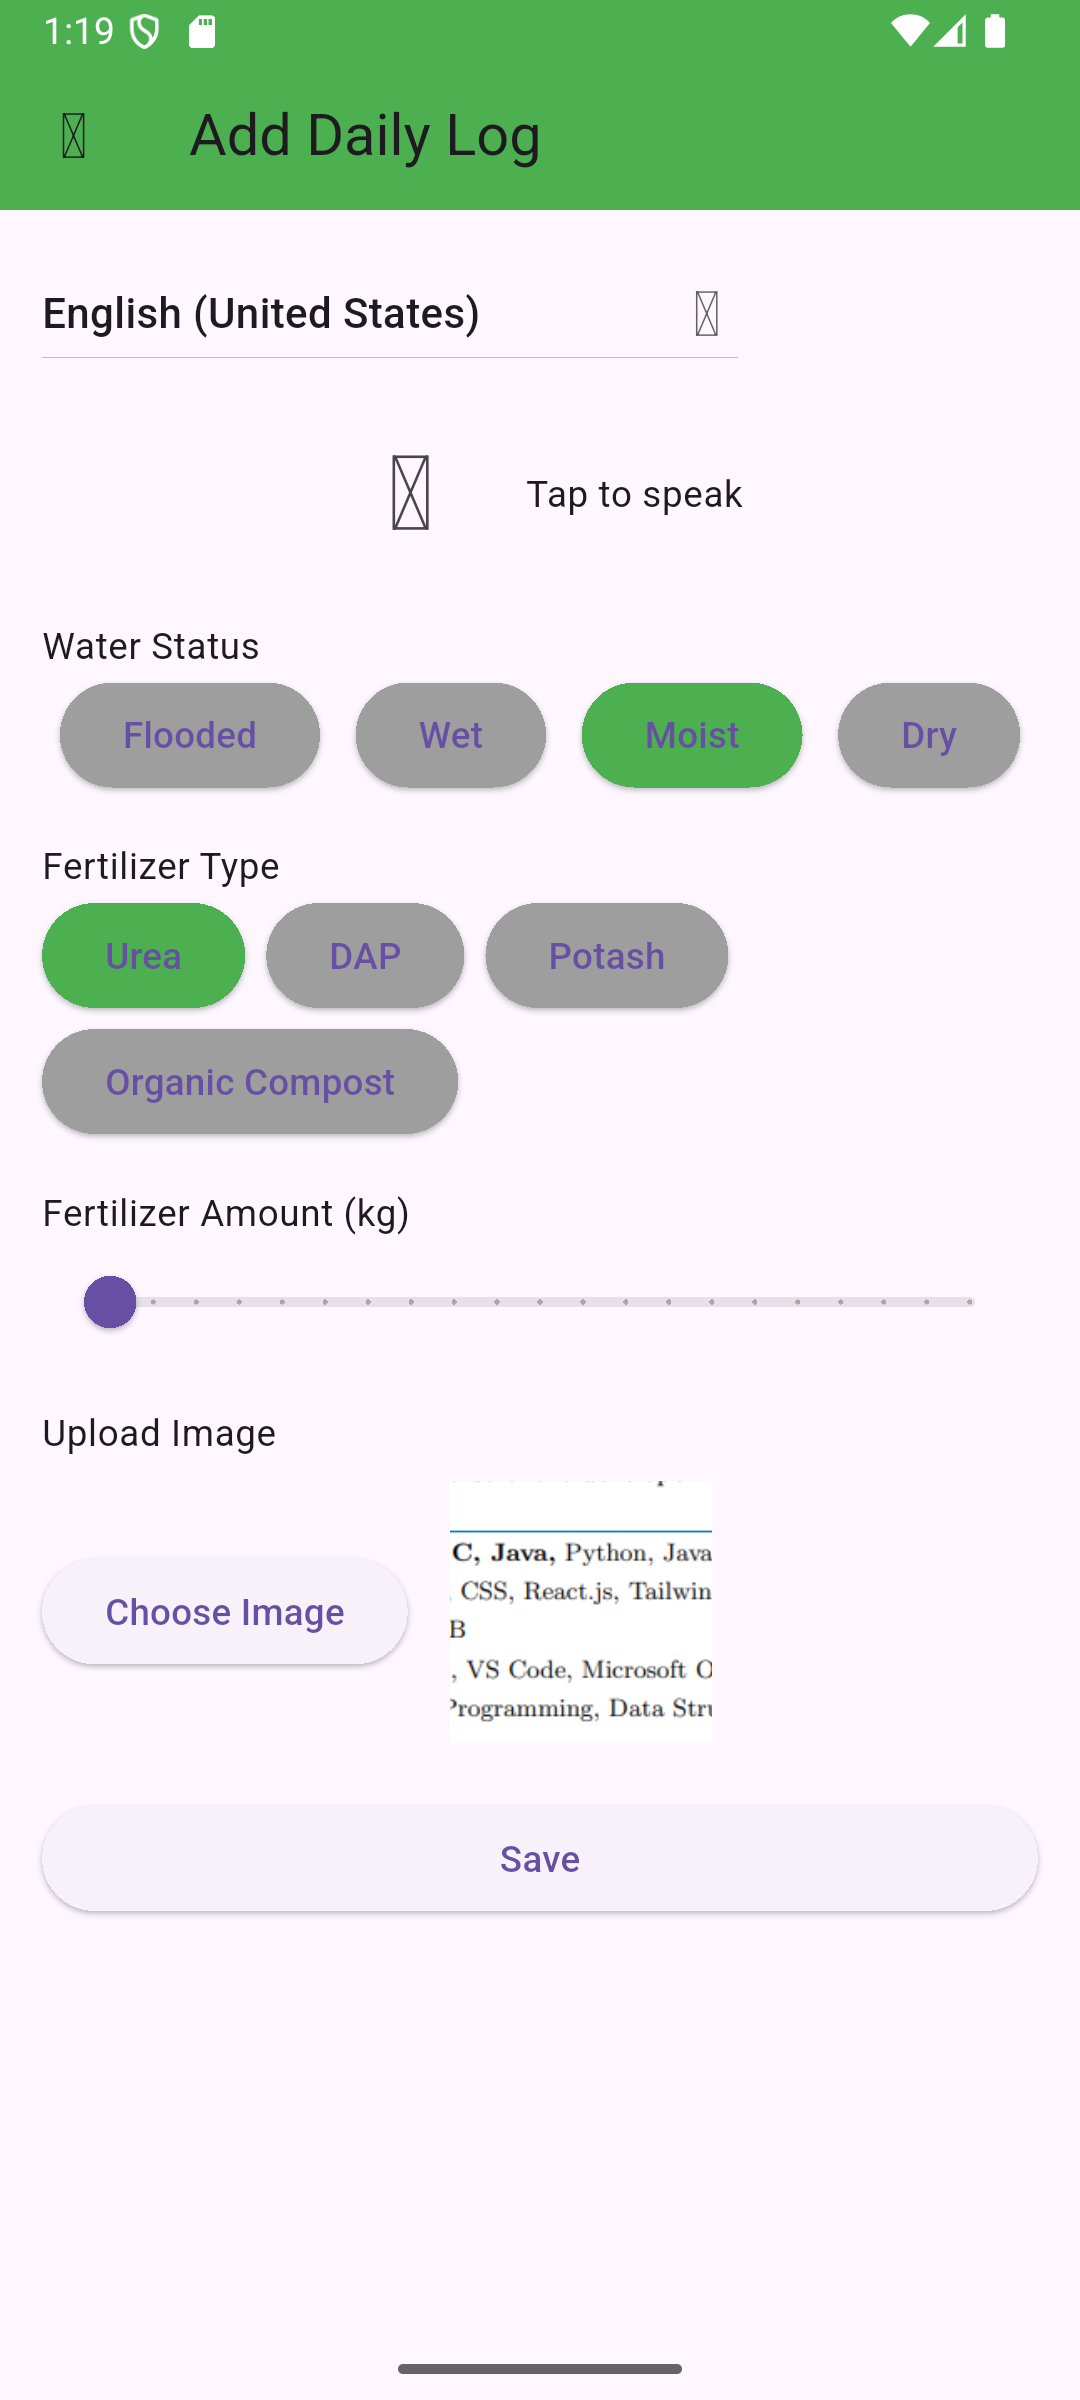 1:19
Add Daily Log
English (United States)
Tap to speak
Water Status
Flooded Wet Moist Dry
Fertilizer Type
Urea DAP Potash
Organic Compost
Fertilizer Amount (kg)
Upload Image
C, Java, Python, Java
, CSS, React.js, Tailwin
B
Choose Image
, VS Code, Microsoft O
Programming, Data Stru
Save